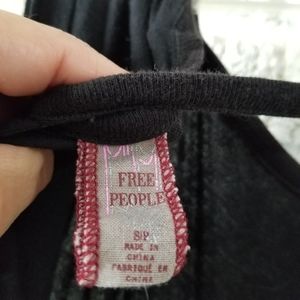 FREE
PEOPLE
S/P
MADE IN
CHINA
FABRIQUÉ EN
CHINE